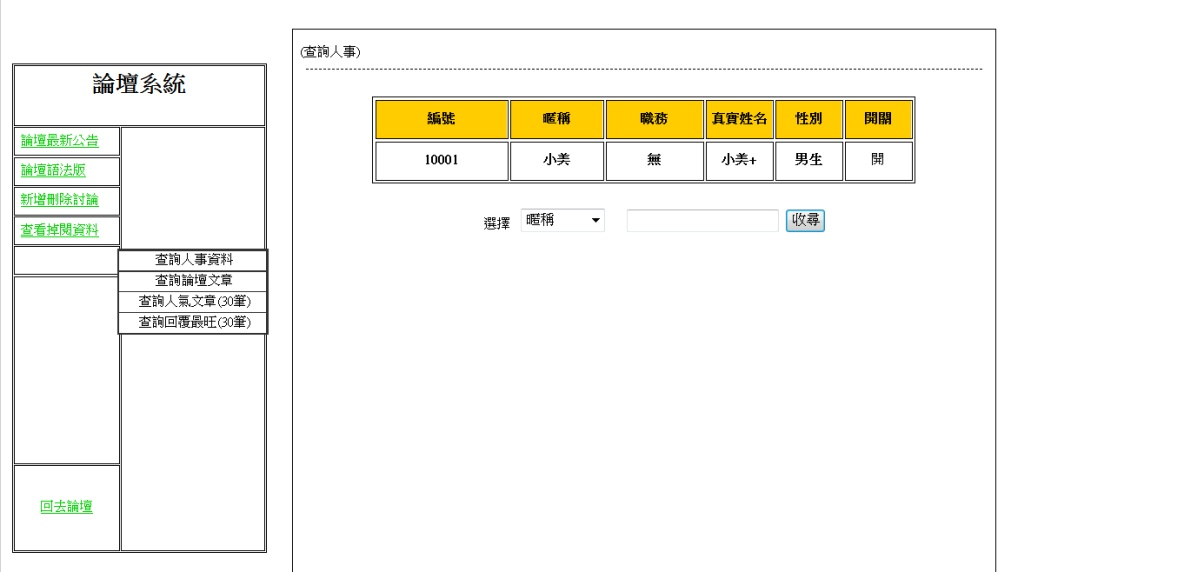 論壇系統
論壇最新公告
論壇語法版
新增刪除討論
查看掉閱資料
查詢人事資料
查詢論壇文章
查詢人氣文章(30筆)
查詢回覆最旺(30筆)
回去論壇
(查詢人事)
編號 暱稱 職務 真實姓名 性別 開關
10001 小美 無 小美+ 男生 開
選擇 暱稱 收尋